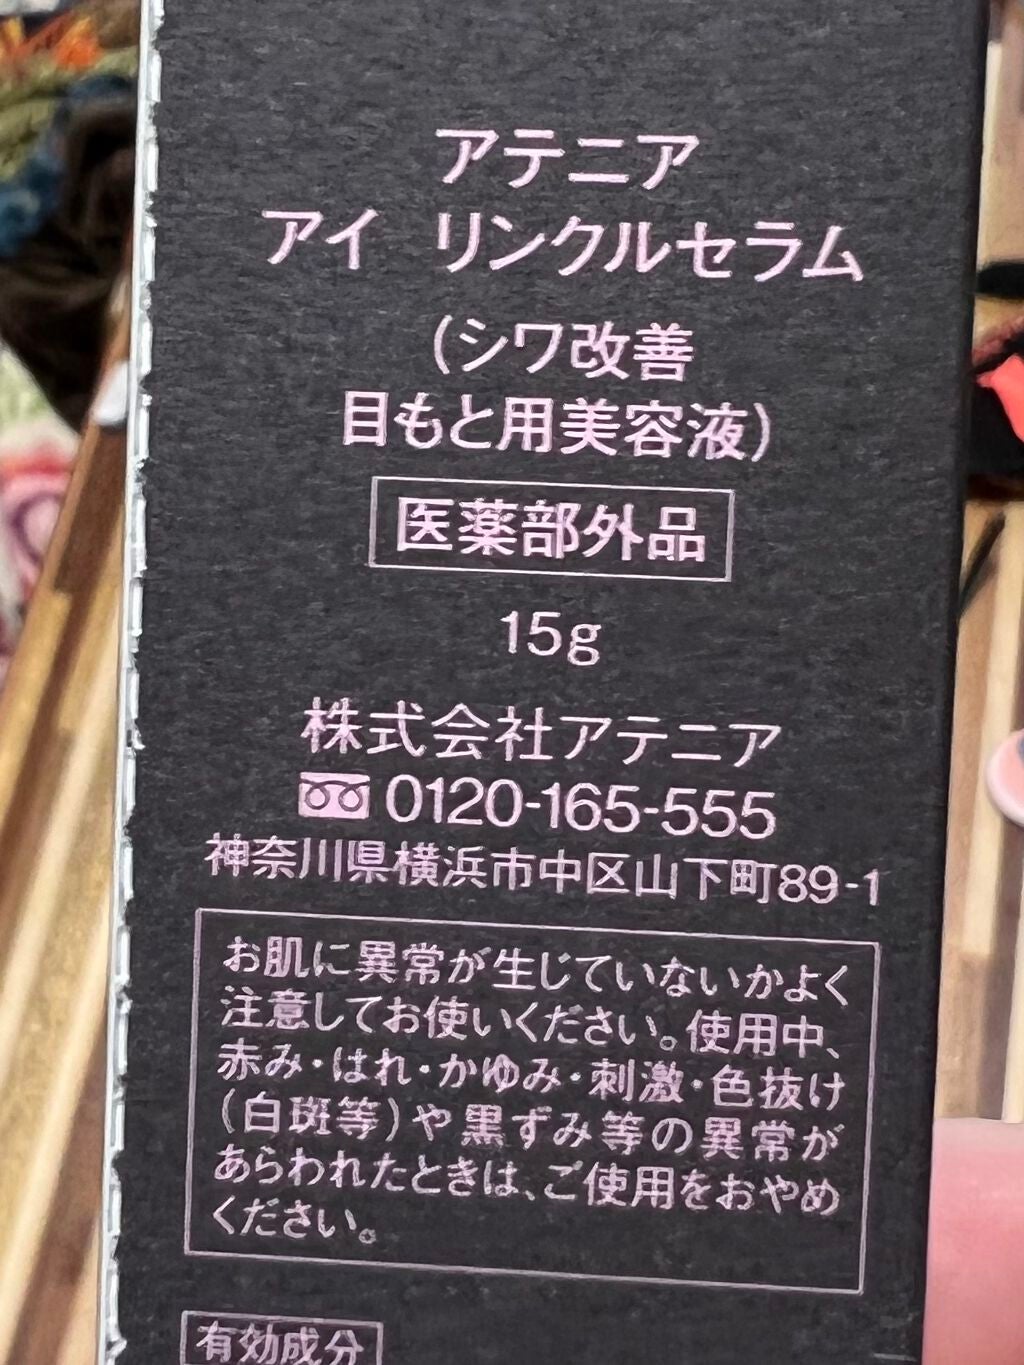 アテニア
アイ リンクルセラム
(シワ改善
目もと用美容液)
医薬部外品
15g
株式会社アテニア
0120-165-555
神奈川県横浜市中区山下町89-1
お肌に異常が生じていないかよく
注意してお使いください。使用中、
赤み・はれ・かゆみ・刺激・色抜け
(白斑等)や黒ずみ等の異常が
あらわれたときは、ご使用をおやめ
ください。
有効成分